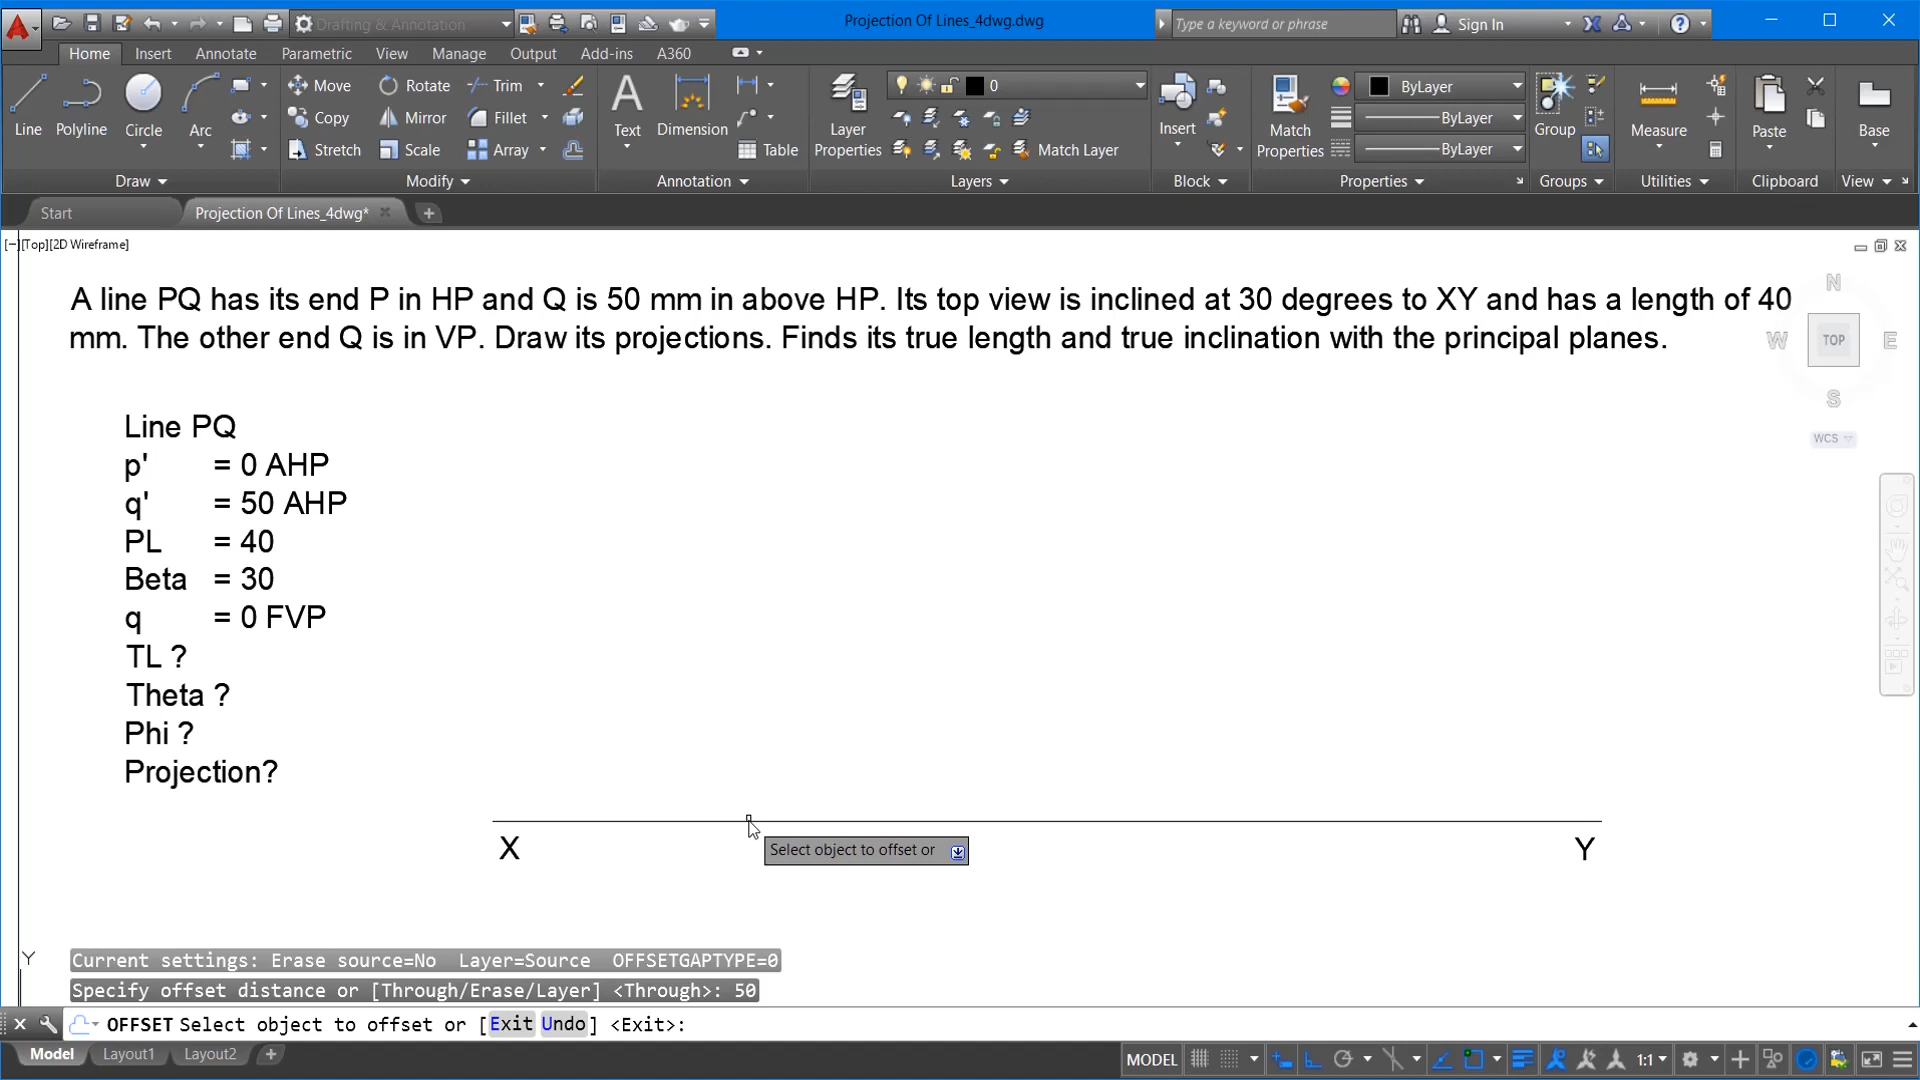 Drafting & Annotation
Projection Of Lines_4dwg.dwg
Type a keyword or phrase
Sign In
Home Insert Annotate Parametric View Manage Output Add-ins A360
Line Polyline Circle Arc
Move Rotate Trim
Copy Mirror Fillet
Stretch Scale Array
Text Dimension Table
Layer Properties
0
Match Layer
Insert
Match Properties
ByLayer
ByLayer
ByLayer
Group Measure Paste Base
Draw Modify Annotation Layers Block Properties Groups Utilities Clipboard View
Start Projection Of Lines_4dwg*
[−][Top][2D Wireframe]
A line PQ has its end P in HP and Q is 50 mm in above HP. Its top view is inclined at 30 degrees to XY and has a length of 40
mm. The other end Q is in VP. Draw its projections. Finds its true length and true inclination with the principal planes.
N
W TOP E
S
WCS
Line PQ
p' = 0 AHP
q' = 50 AHP
PL = 40
Beta = 30
q = 0 FVP
TL ?
Theta ?
Phi ?
Projection?
X Y
Select object to offset or
Y
Current settings: Erase source=No Layer=Source OFFSETGAPTYPE=0
Specify offset distance or [Through/Erase/Layer] <Through>: 50
OFFSET Select object to offset or [Exit Undo] <Exit>:
Model Layout1 Layout2
MODEL 1:1